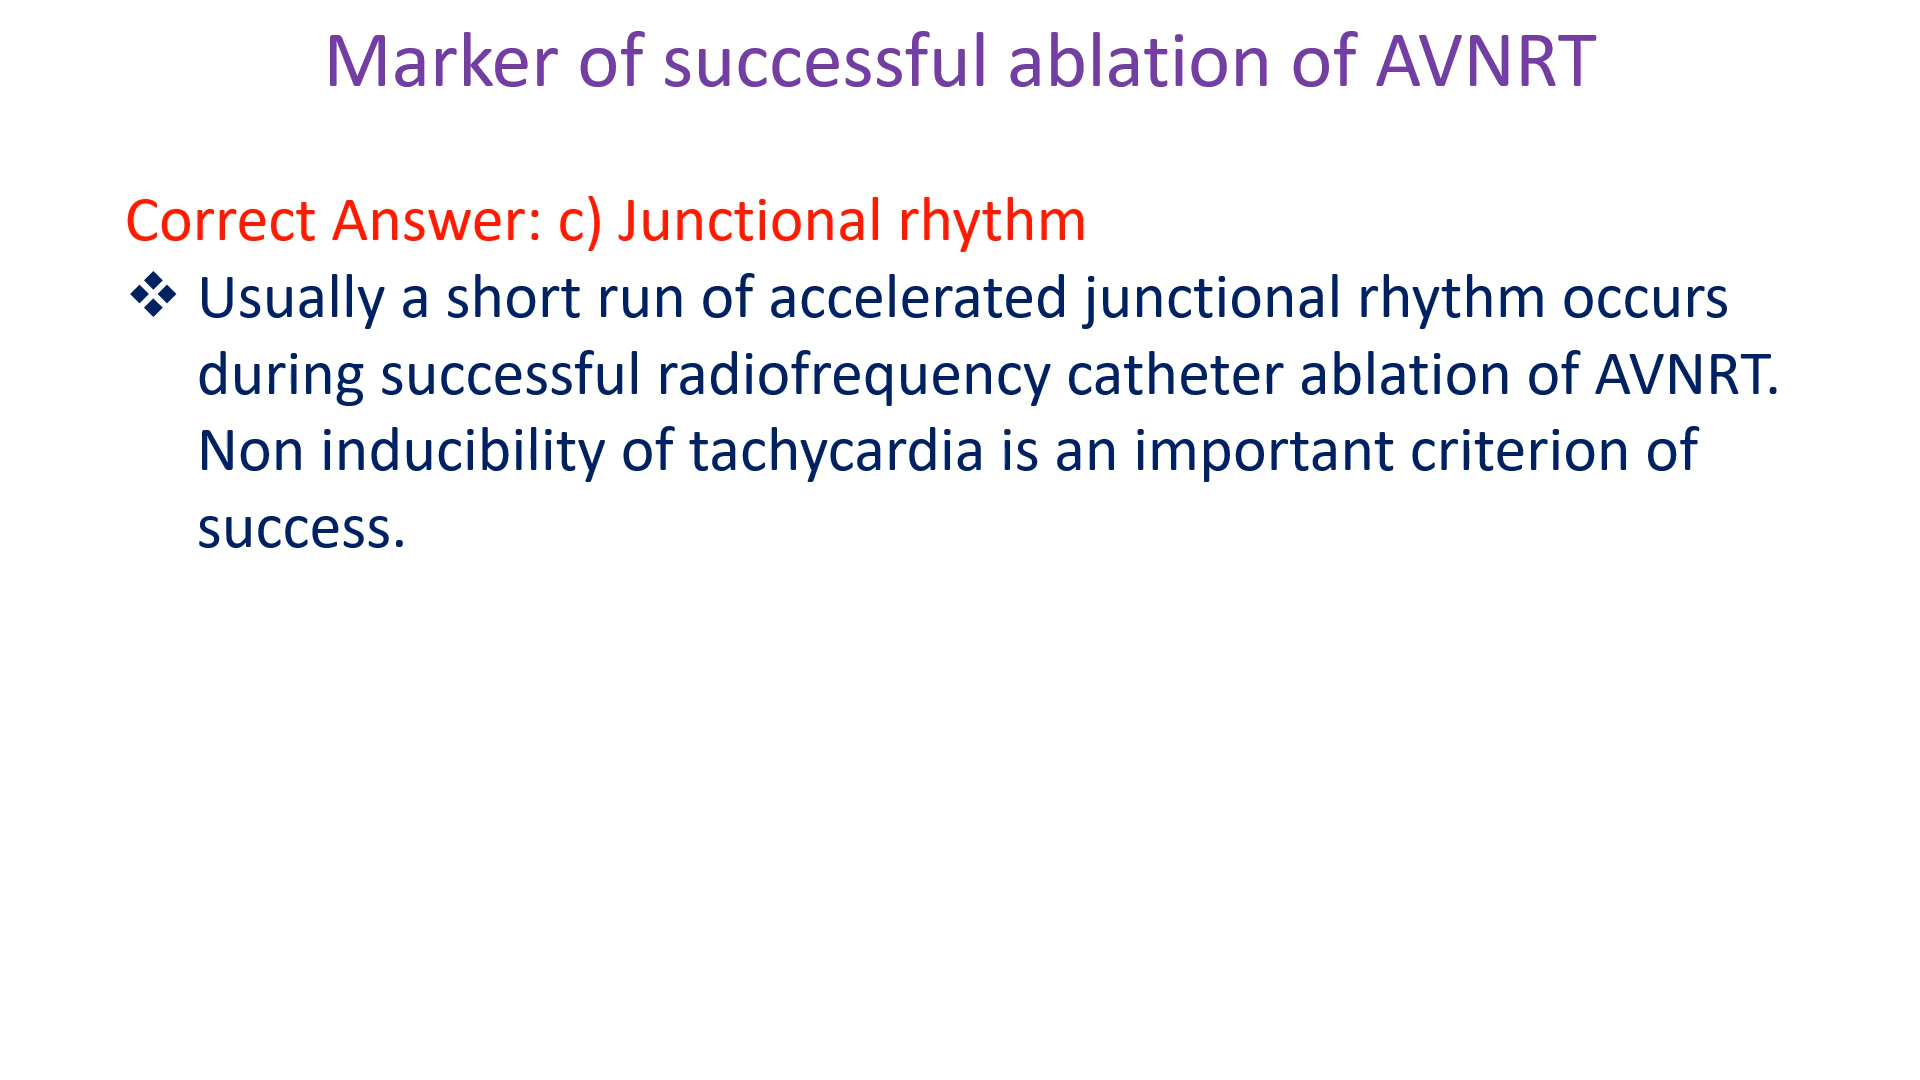 Marker of successful ablation of AVNRT
Correct Answer: c) Junctional rhythm
❖ Usually a short run of accelerated junctional rhythm occurs
during successful radiofrequency catheter ablation of AVNRT.
Non inducibility of tachycardia is an important criterion of
success.